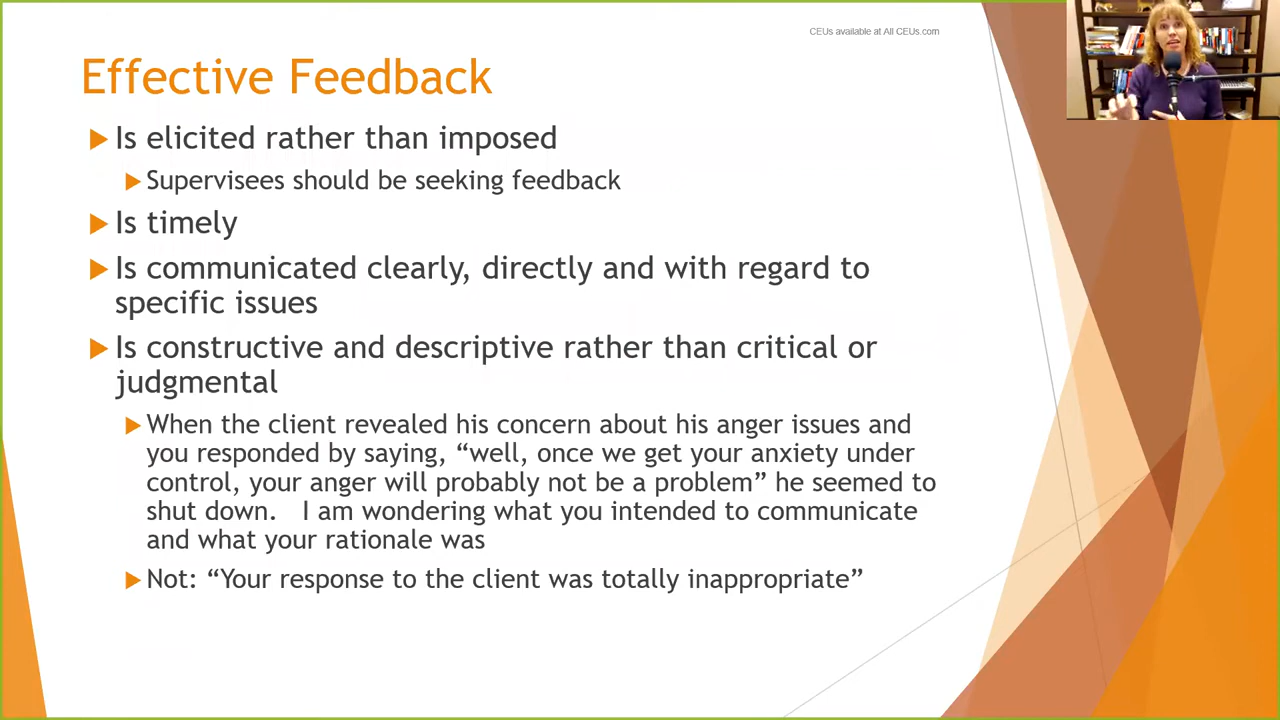 CEUs available at All CEUs.com
Effective Feedback
Is elicited rather than imposed
Supervisees should be seeking feedback
Is timely
Is communicated clearly, directly and with regard to
specific issues
Is constructive and descriptive rather than critical or
judgmental
When the client revealed his concern about his anger issues and
you responded by saying, “well, once we get your anxiety under
control, your anger will probably not be a problem” he seemed to
shut down.   I am wondering what you intended to communicate
and what your rationale was
Not: “Your response to the client was totally inappropriate”